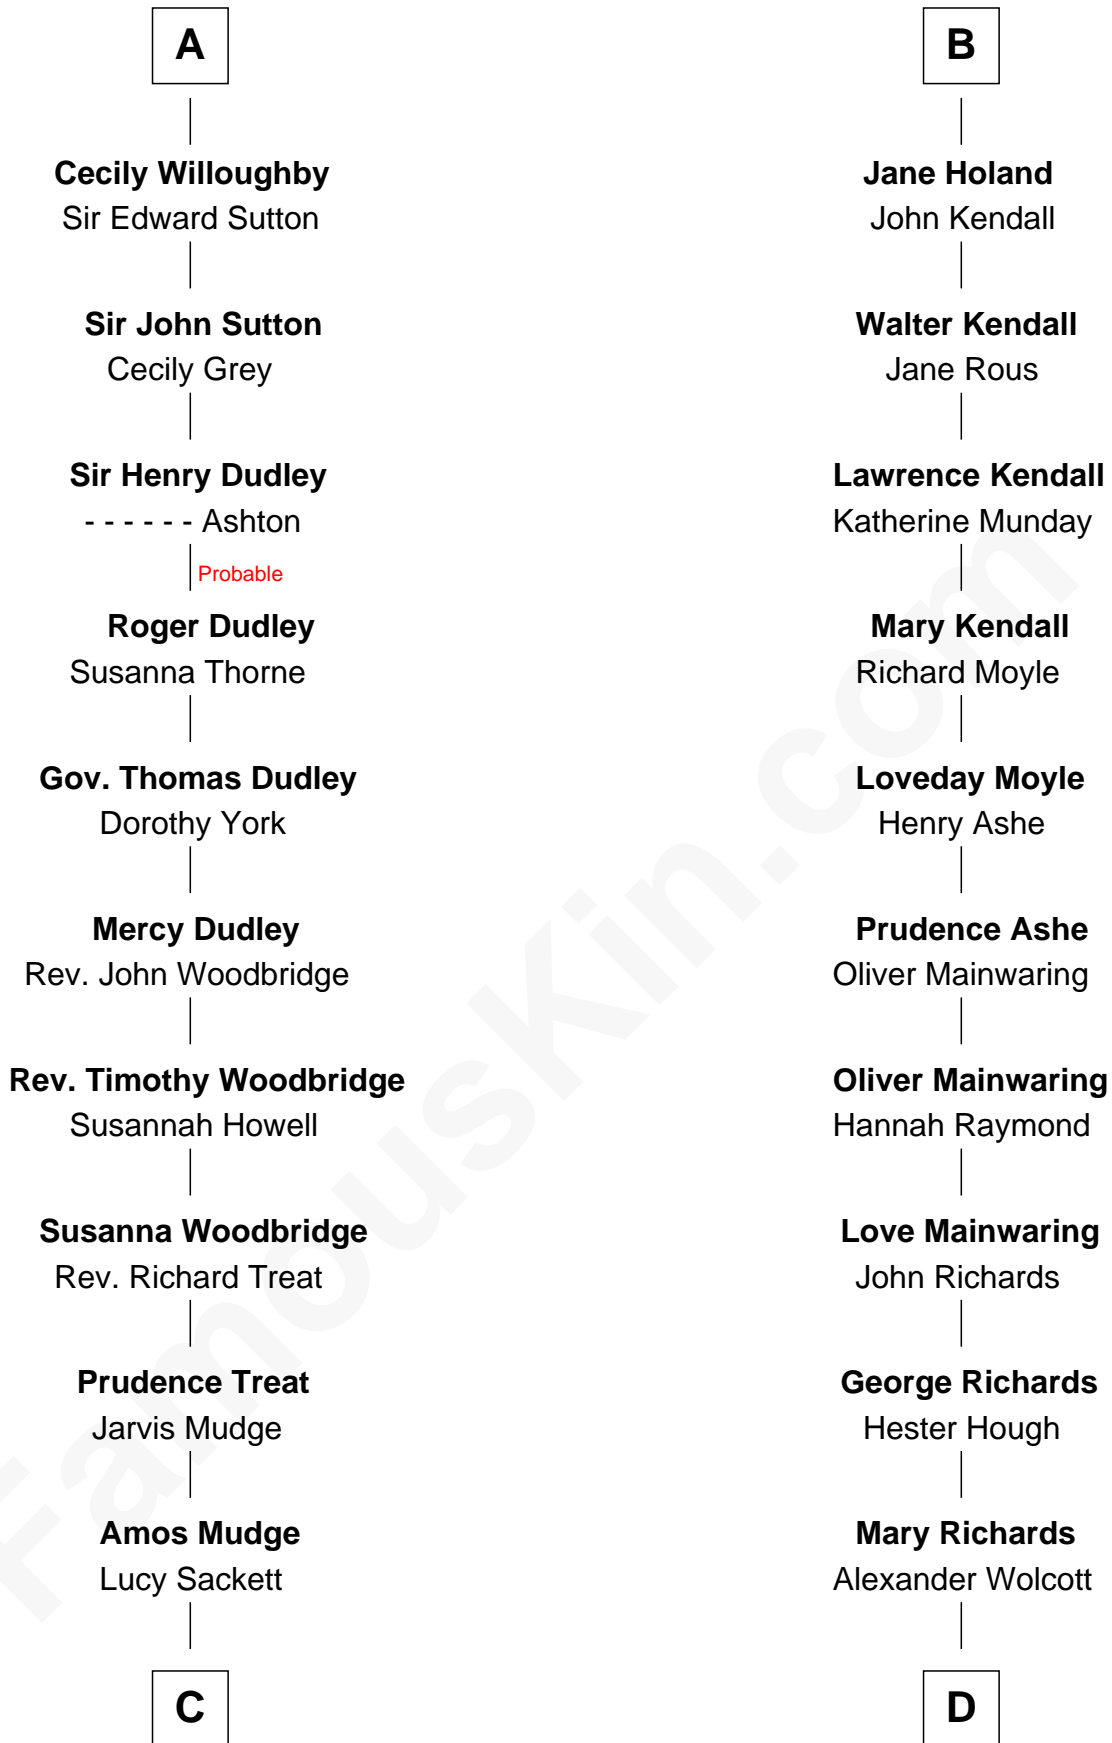 A
Cecily Willoughby
Sir Edward Sutton
Sir John Sutton
Cecily Grey
Sir Henry Dudley
- - - - - - Ashton
Probable
Roger Dudley
Susanna Thorne
Gov. Thomas Dudley
Dorothy York
Mercy Dudley
Rev. John Woodbridge
Rev. Timothy Woodbridge
Susannah Howell
Susanna Woodbridge
Rev. Richard Treat
Prudence Treat
Jarvis Mudge
Amos Mudge
Lucy Sackett
C
B
Jane Holand
John Kendall
Walter Kendall
Jane Rous
Lawrence Kendall
Katherine Munday
Mary Kendall
Richard Moyle
Loveday Moyle
Henry Ashe
Prudence Ashe
Oliver Mainwaring
Oliver Mainwaring
Hannah Raymond
Love Mainwaring
John Richards
George Richards
Hester Hough
Mary Richards
Alexander Wolcott
D
FamousKin.com